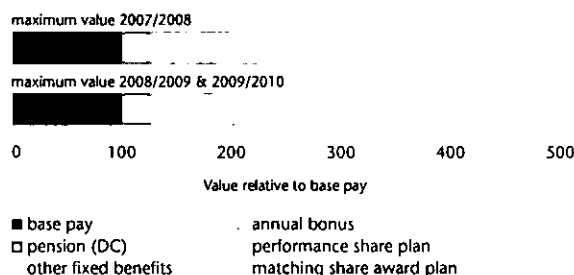 maximum value 2007/2008
maximum value 2008/2009 & 2009/2010
0 100 200 300 400 500
Value relative to base pay
base pay
pension (DC)
other fixed benefits
annual bonus
performance share plan
matching share award plan